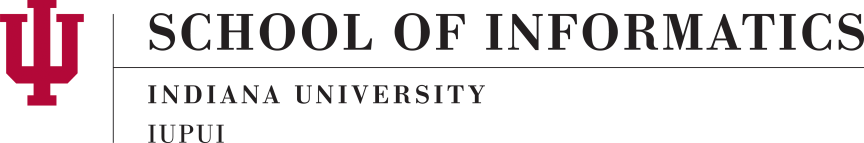 SCHOOL OF INFORMATICS
INDIANA UNIVERSITY
IUPUI